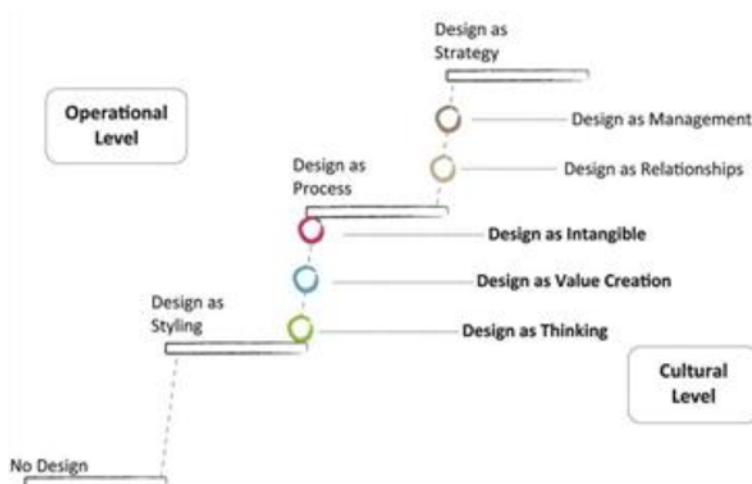 Design as
Strategy
Operational
Level
Design as Management
Design as
Process
Design as Relationships
Design as Intangible
Design as Value Creation
Design as
Styling
Design as Thinking
Cultural
Level
No Design